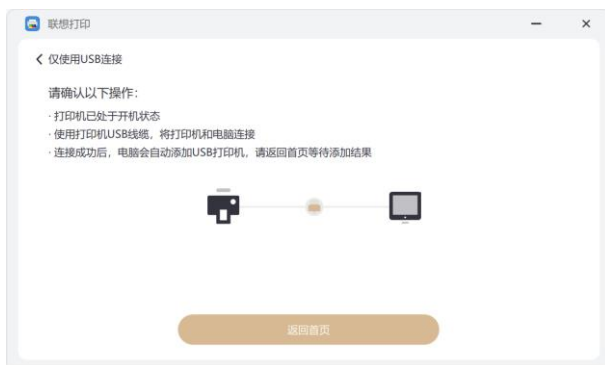 联想打印
仅使用USB连接
请确认以下操作:
·打印机已处于开机状态
·使用打印机USB线缆，将打印机和电脑连接
·连接成功后，电脑会自动添加USB打印机，请返回首页等待添加结果
返回首页